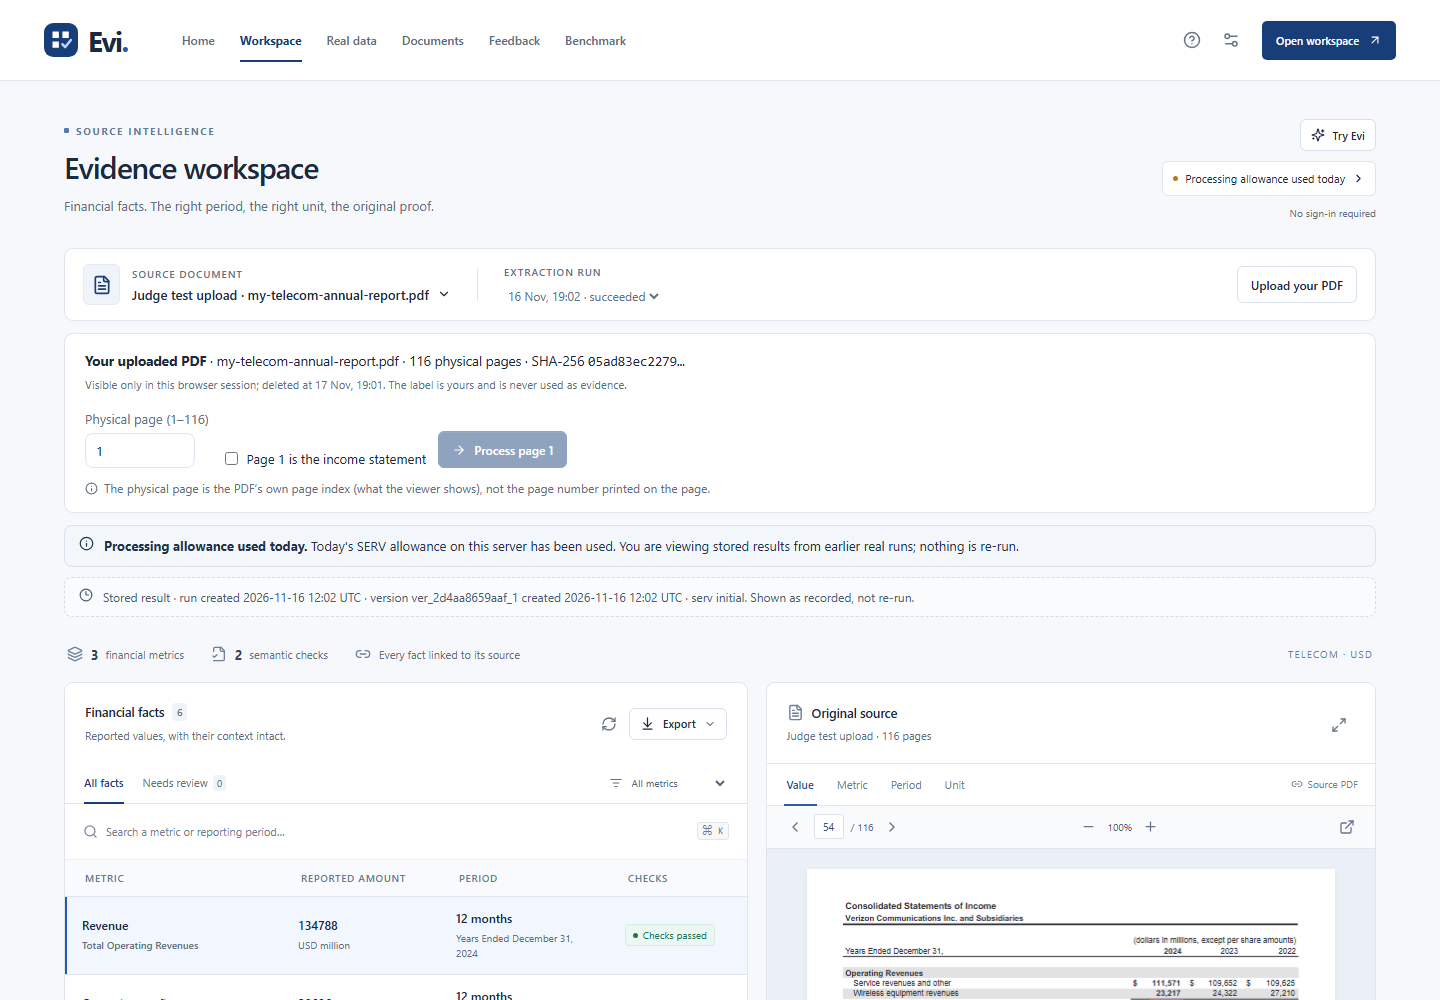 Evi.
Home Workspace Real data Documents Feedback Benchmark
Open workspace
SOURCE INTELLIGENCE
Try Evi
Evidence workspace
Processing allowance used today
Financial facts. The right period, the right unit, the original proof.
No sign-in required
SOURCE DOCUMENT
Judge test upload · my-telecom-annual-report.pdf
EXTRACTION RUN
16 Nov, 19:02 · succeeded
Upload your PDF
Your uploaded PDF · my-telecom-annual-report.pdf · 116 physical pages · SHA-256 05ad83ec2279…
Visible only in this browser session; deleted at 17 Nov, 19:01. The label is yours and is never used as evidence.
Physical page (1–116)
1
Page 1 is the income statement
Process page 1
The physical page is the PDF's own page index (what the viewer shows), not the page number printed on the page.
Processing allowance used today. Today's SERV allowance on this server has been used. You are viewing stored results from earlier real runs; nothing is re-run.
Stored result · run created 2026-11-16 12:02 UTC · version ver_2d4aa8659aaf_1 created 2026-11-16 12:02 UTC · serv initial. Shown as recorded, not re-run.
3 financial metrics 2 semantic checks Every fact linked to its source
TELECOM · USD
Financial facts 6
Reported values, with their context intact.
Export
All facts Needs review 0
All metrics
Search a metric or reporting period...
⌘ K
METRIC REPORTED AMOUNT PERIOD CHECKS
Revenue
Total Operating Revenues
134788
USD million
12 months
Years Ended December 31,
2024
Checks passed
12 months
Original source
Judge test upload · 116 pages
Value Metric Period Unit
Source PDF
54 / 116
100%
Consolidated Statements of Income
Verizon Communications Inc. and Subsidiaries
(dollars in millions, except per share amounts)
Years Ended December 31, 2024 2023 2022
Operating Revenues
Service revenues and other $ 111,571 $ 109,652 $ 109,625
Wireless equipment revenues 23,217 24,322 27,210